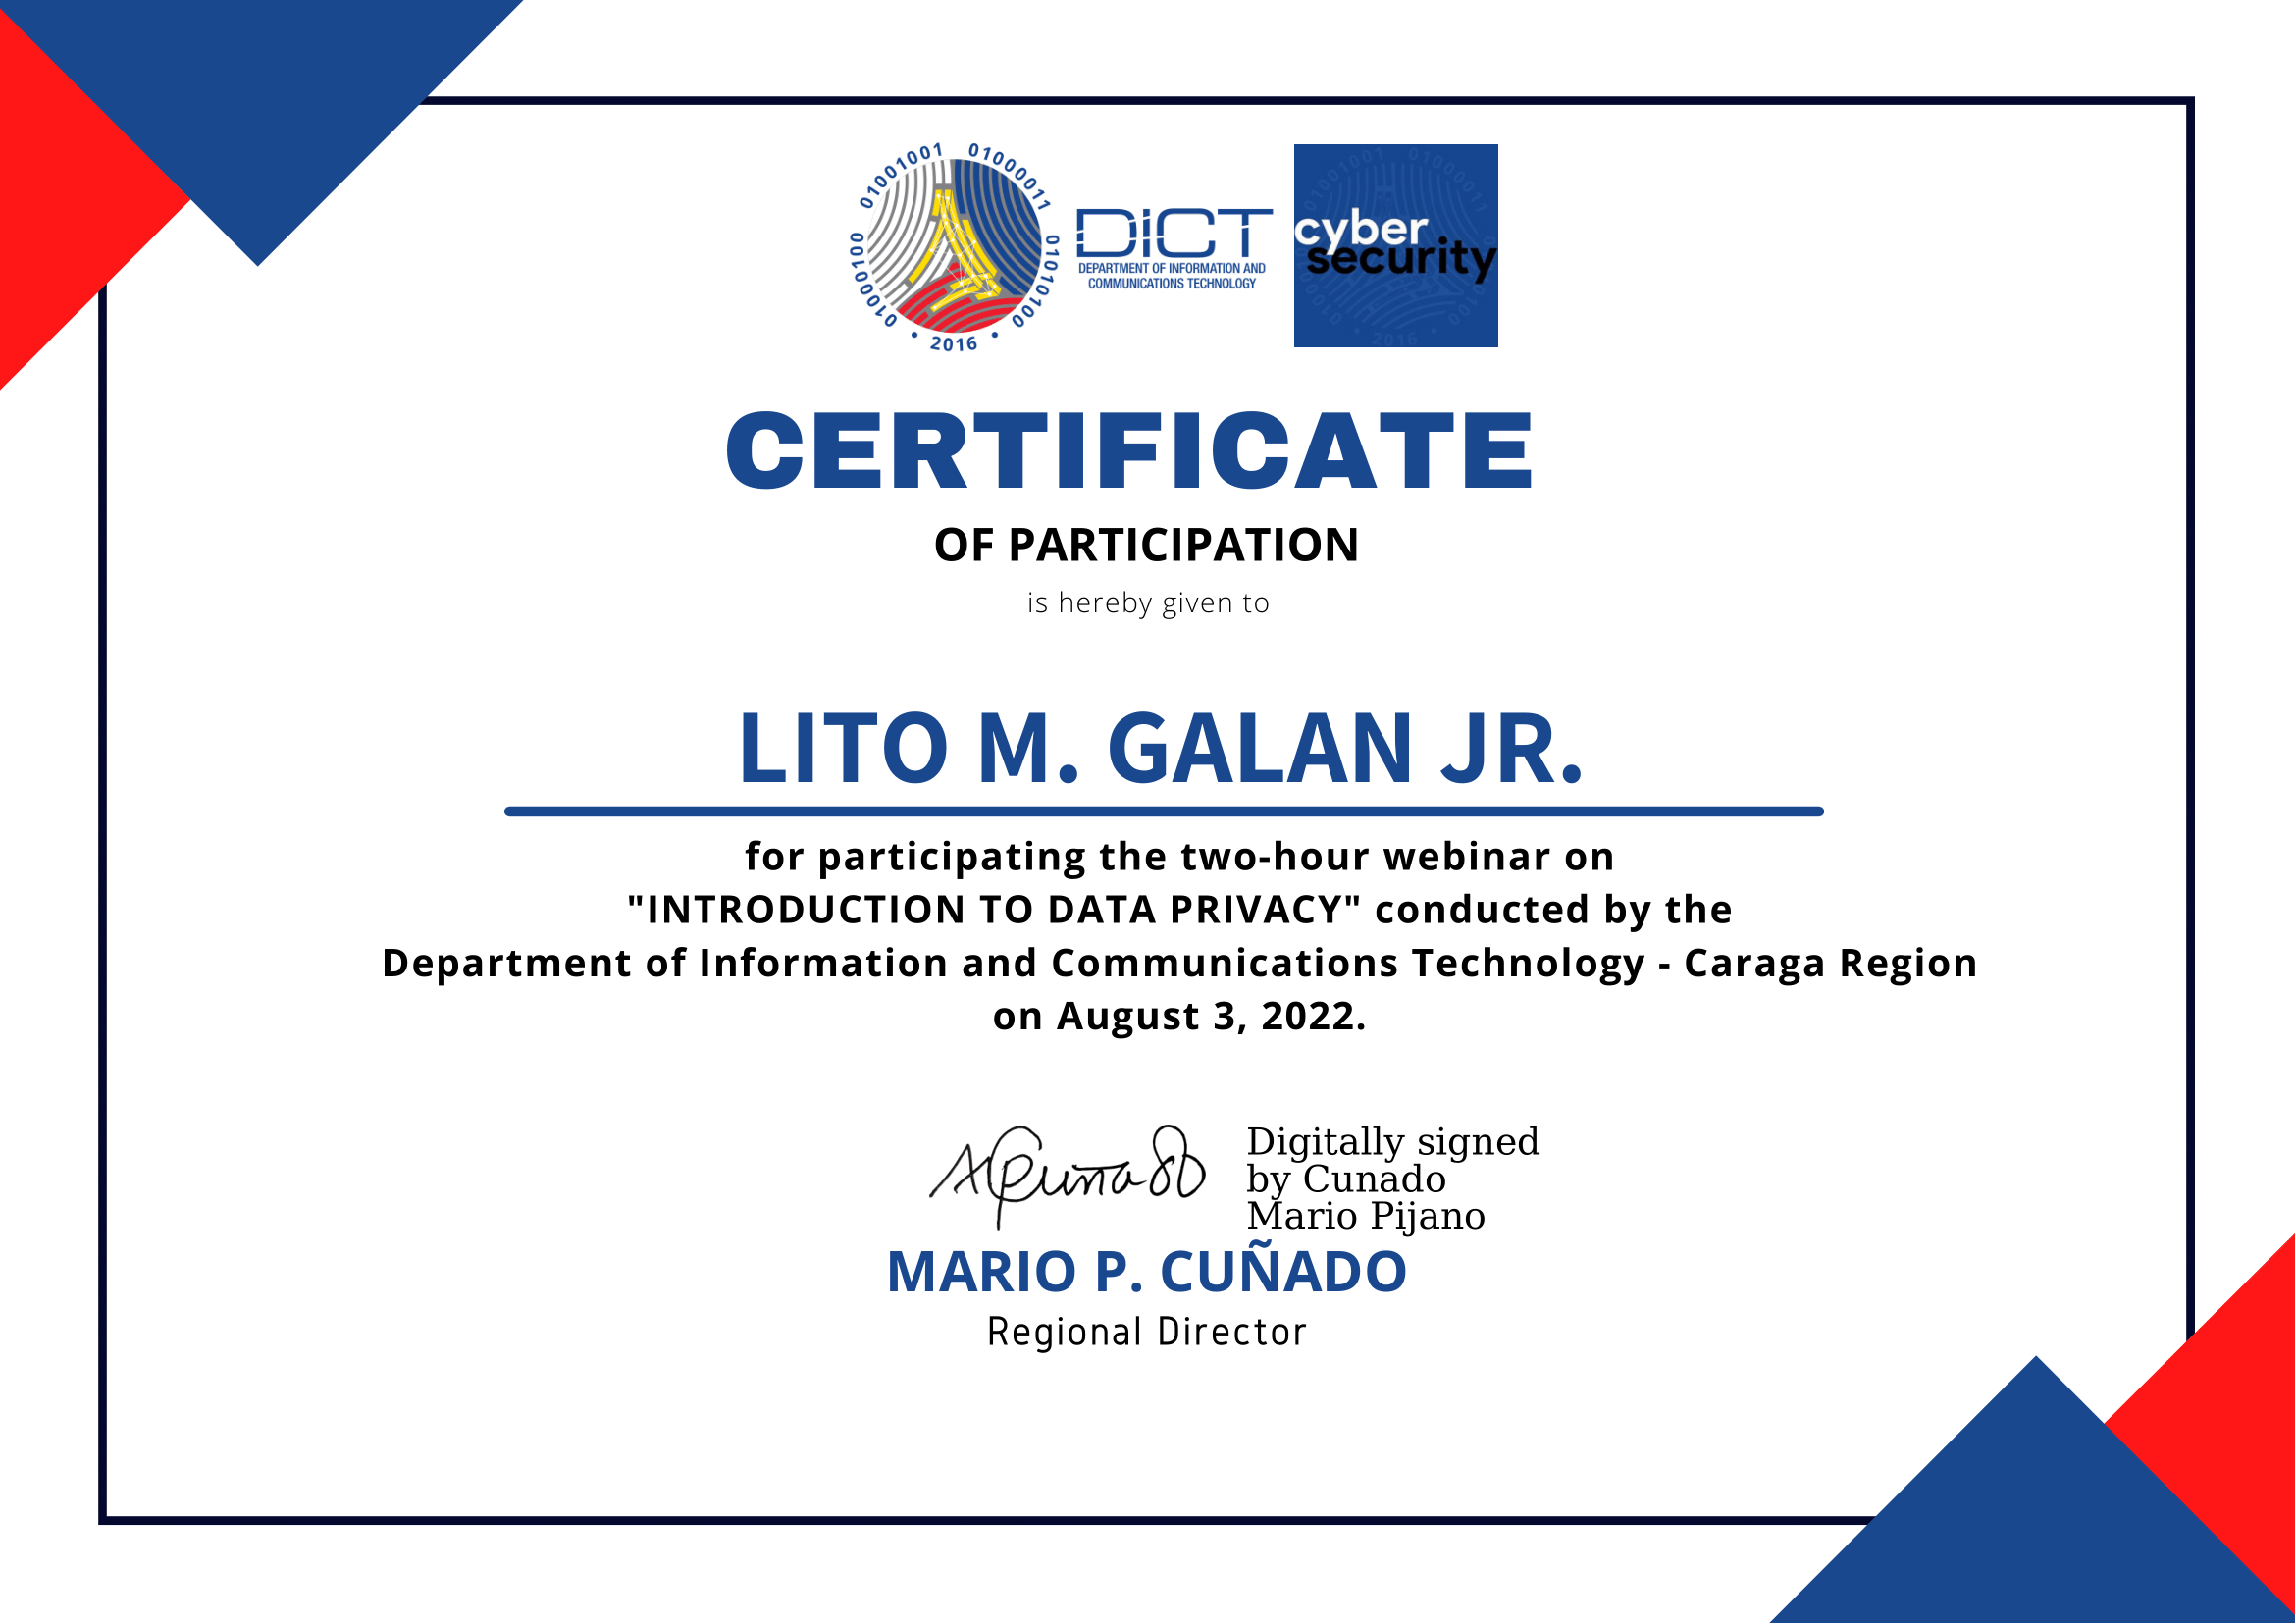 01001001 01000011
01000100 01010100
• 2016 •
DICT
DEPARTMENT OF INFORMATION AND
COMMUNICATIONS TECHNOLOGY
cyber
security
CERTIFICATE
OF PARTICIPATION
is hereby given to
LITO M. GALAN JR.
for participating the two-hour webinar on
"INTRODUCTION TO DATA PRIVACY" conducted by the
Department of Information and Communications Technology - Caraga Region
on August 3, 2022.
Digitally signed
by Cunado
Mario Pijano
MARIO P. CUÑADO
Regional Director